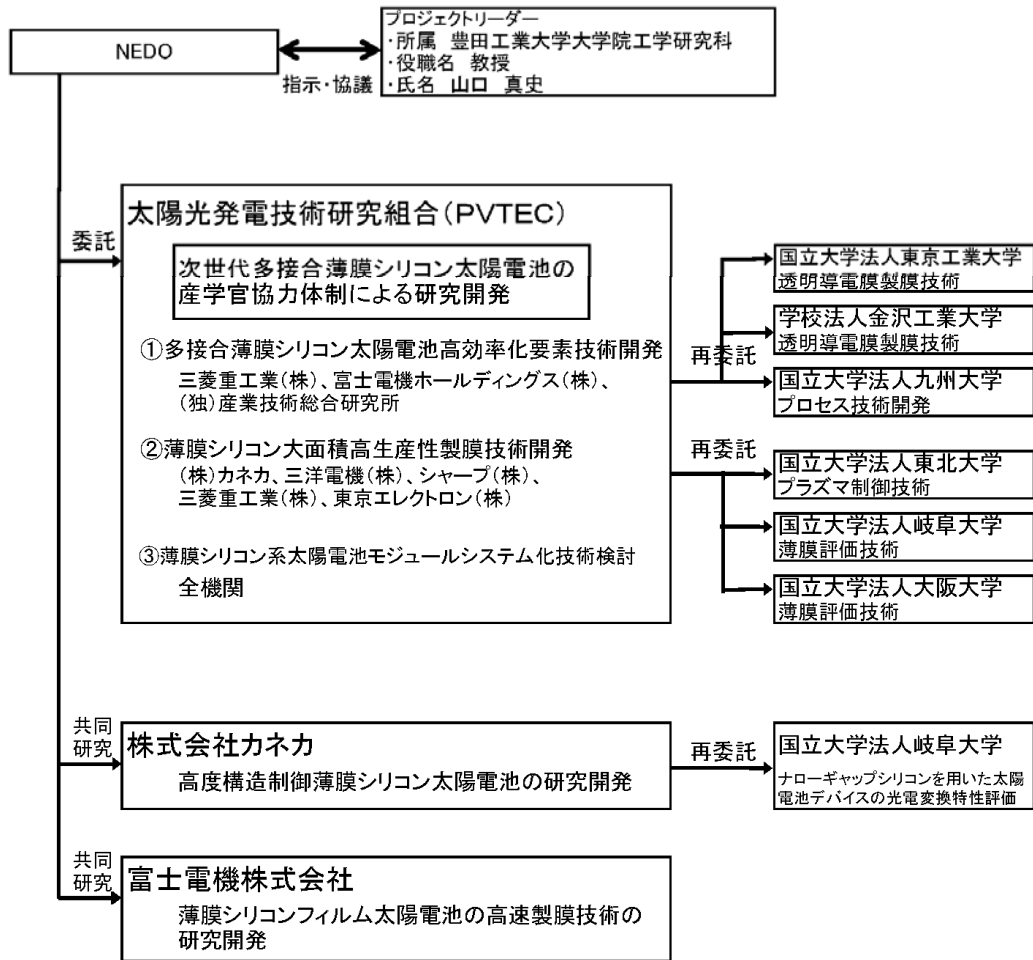 NEDO
指示・協議
プロジェクトリーダー
・所属 豊田工業大学大学院工学研究科
・役職名 教授
・氏名 山口 真史
委託
太陽光発電技術研究組合(PVTEC)
次世代多接合薄膜シリコン太陽電池の
産学官協力体制による研究開発
①多接合薄膜シリコン太陽電池高効率化要素技術開発
三菱重工業(株)、富士電機ホールディングス(株)、
(独)産業技術総合研究所
②薄膜シリコン大面積高生産性製膜技術開発
(株)カネカ、三洋電機(株)、シャープ(株)、
三菱重工業(株)、東京エレクトロン(株)
③薄膜シリコン系太陽電池モジュールシステム化技術検討
全機関
再委託
国立大学法人東京工業大学
透明導電膜製膜技術
学校法人金沢工業大学
透明導電膜製膜技術
国立大学法人九州大学
プロセス技術開発
再委託
国立大学法人東北大学
プラズマ制御技術
国立大学法人岐阜大学
薄膜評価技術
国立大学法人大阪大学
薄膜評価技術
共同
研究
株式会社カネカ
高度構造制御薄膜シリコン太陽電池の研究開発
再委託
国立大学法人岐阜大学
ナローギャップシリコンを用いた太陽
電池デバイスの光電変換特性評価
共同
研究
富士電機株式会社
薄膜シリコンフィルム太陽電池の高速製膜技術の
研究開発